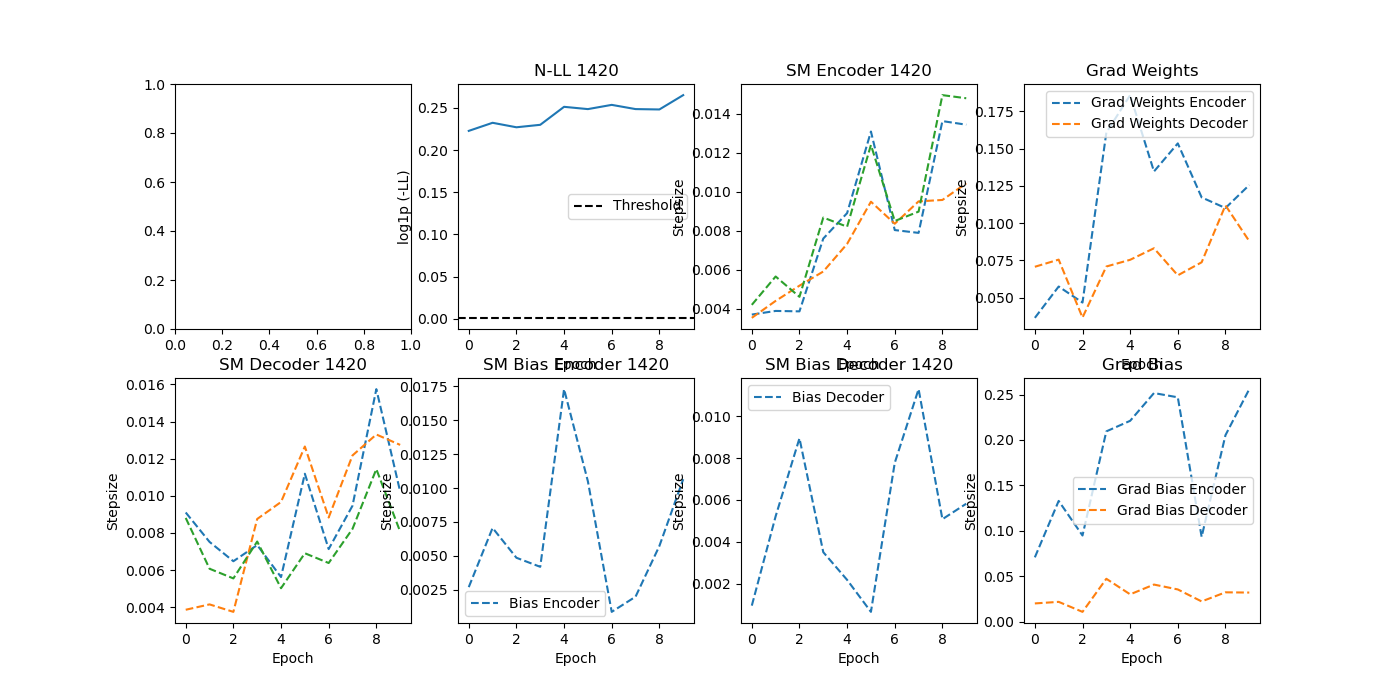 N-LL 1420
SM Encoder 1420
Grad Weights
1.0
0.8
0.6
0.4
0.2
0.0
0.0 0.2 0.4 0.6 0.8 1.0
log1p (-LL)
0.25
0.20
0.15
0.10
0.05
0.00
Threshold
0 2 4 6 8
Epoch
Stepsize
0.014
0.012
0.010
0.008
0.006
0.004
0 2 4 6 8
Epoch
Stepsize
0.175
0.150
0.125
0.100
0.075
0.050
Grad Weights Encoder
Grad Weights Decoder
0 2 4 6 8
Epoch
SM Decoder 1420
SM Bias Encoder 1420
SM Bias Decoder 1420
Grad Bias
Stepsize
0.016
0.014
0.012
0.010
0.008
0.006
0.004
0 2 4 6 8
Epoch
Stepsize
0.0175
0.0150
0.0125
0.0100
0.0075
0.0050
0.0025
Bias Encoder
0 2 4 6 8
Epoch
Stepsize
0.010
0.008
0.006
0.004
0.002
Bias Decoder
0 2 4 6 8
Epoch
Stepsize
0.25
0.20
0.15
0.10
0.05
0.00
Grad Bias Encoder
Grad Bias Decoder
0 2 4 6 8
Epoch